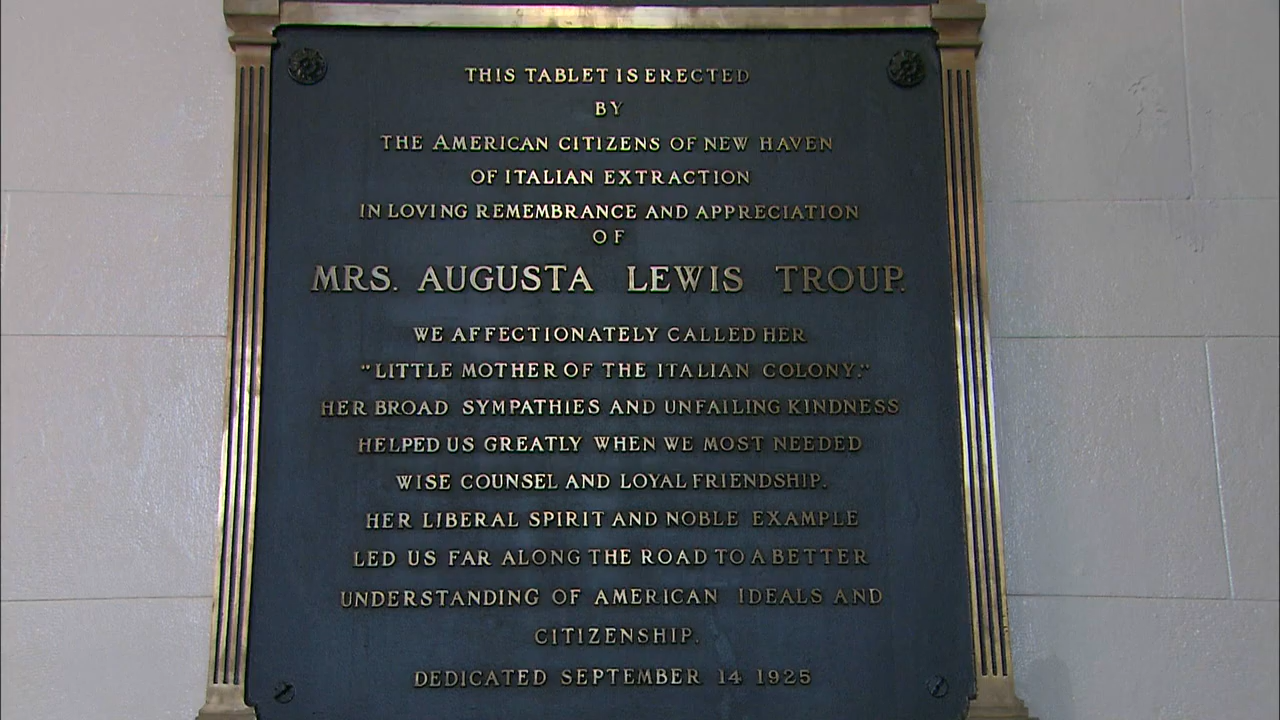 THIS TABLET IS ERECTED
BY
THE AMERICAN CITIZENS OF NEW HAVEN
OF ITALIAN EXTRACTION
IN LOVING REMEMBRANCE AND APPRECIATION
OF
MRS. AUGUSTA LEWIS TROUP.
WE AFFECTIONATELY CALLED HER
"LITTLE MOTHER OF THE ITALIAN COLONY."
HER BROAD SYMPATHIES AND UNFAILING KINDNESS
HELPED US GREATLY WHEN WE MOST NEEDED
WISE COUNSEL AND LOYAL FRIENDSHIP.
HER LIBERAL SPIRIT AND NOBLE EXAMPLE
LED US FAR ALONG THE ROAD TO A BETTER
UNDERSTANDING OF AMERICAN IDEALS AND
CITIZENSHIP.
DEDICATED SEPTEMBER 14 1925